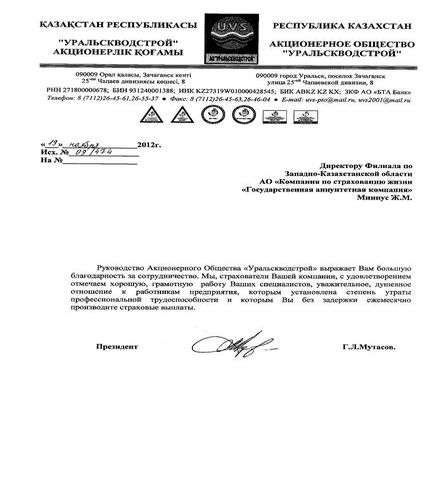 ҚАЗАҚСТАН РЕСПУБЛИКАСЫ
"УРАЛЬСКВОДСТРОЙ"
АКЦИОНЕРЛІК ҚОҒАМЫ
UVS
АО"УРАЛЬСКВОДСТРОЙ"
РЕСПУБЛИКА КАЗАХСТАН
АКЦИОНЕРНОЕ ОБЩЕСТВО
"УРАЛЬСКВОДСТРОЙ"
090009 Орал каласы, Зачаганск кенті
25-ші Чапаев дивизиясы көшесі, 8
090009 город Уральск, поселок Зачаганск
улица 25-ой Чапаевской дивизии, 8
РНН 271800000678; БИН 931240001388; ИИК KZ27319W010000428545; БИК ABKZ KZ KX; ЗКФ АО «БТА Банк»
Телефон: 8 (7112)26-45-61,26-55-37 ● Факс: 8 (7112)26-45-63,26-46-04 ● E-mail: uvs-pto@mail.ru, uvs2001@mail.ru
«19» ноября 2012г.
Исх. № 09/474
На №
Директору Филиала по
Западно-Казахстанской области
АО «Компания по страхованию жизни
«Государственная аннуитетная компания»
Миниус Ж.М.
Руководство Акционерного Общества «Уральскводстрой» выражает Вам большую
благодарность за сотрудничество. Мы, страхователи Вашей компании, с удовлетворением
отмечаем хорошую, грамотную работу Ваших специалистов, уважительное, душевное
отношение к работникам предприятия, которым установлена степень утраты
профессиональной трудоспособности и которым Вы без задержки ежемесячно
производите страховые выплаты.
Президент
Г.Л.Мутасов.